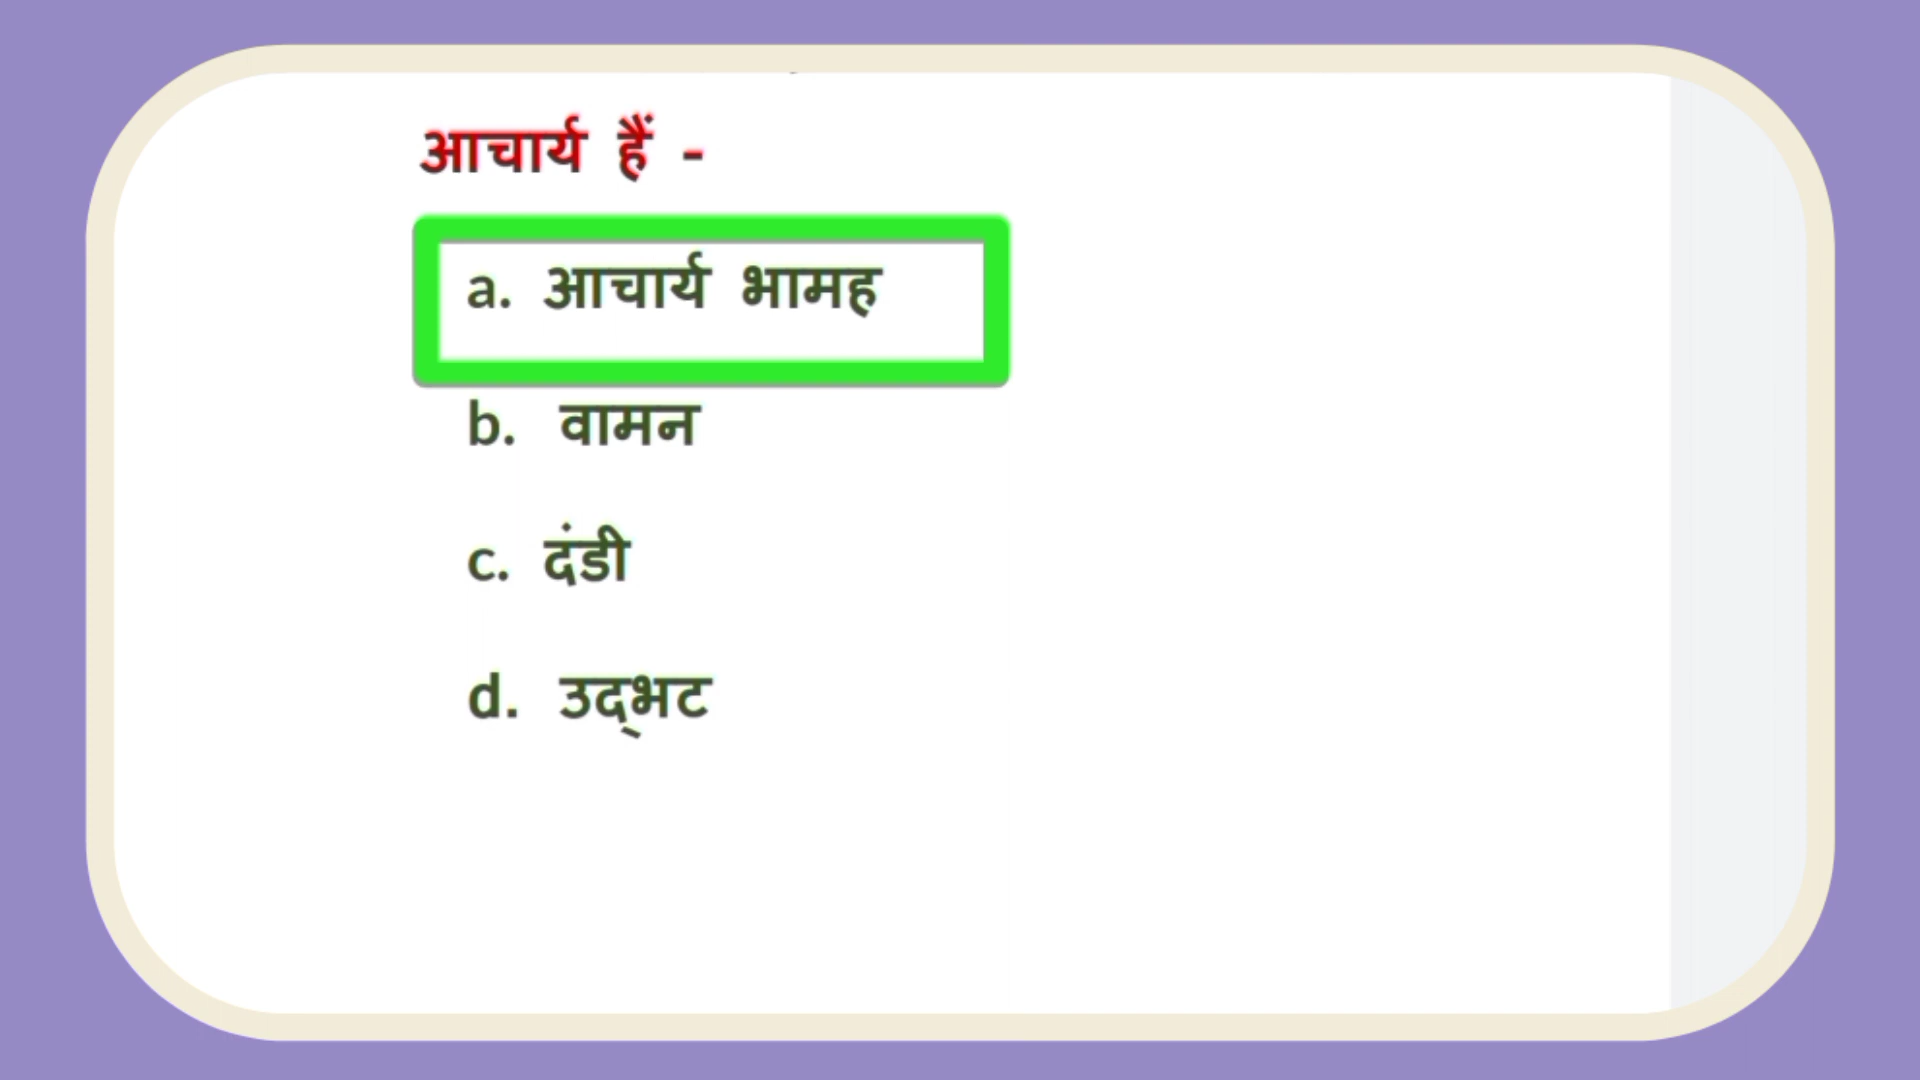 आचार्य हैं -
a. आचार्य भामह
b. वामन
c. दंडी
d. उद्‌भट